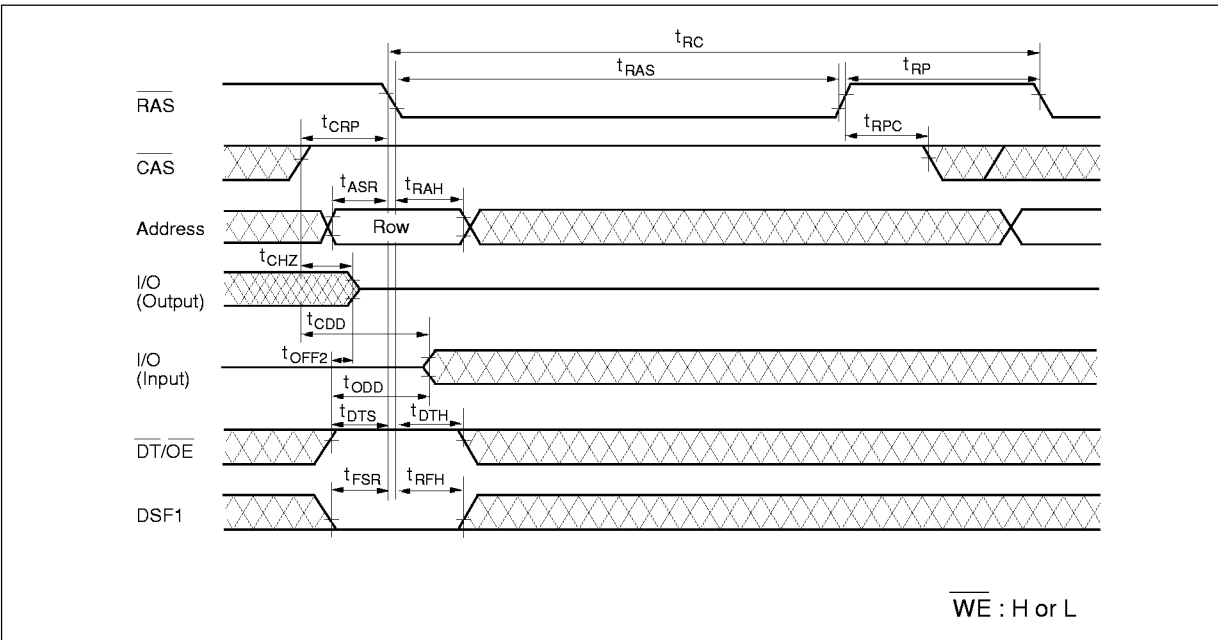 tRC
tRAS
tRP
RAS
tCRP
tRPC
CAS
tASR
tRAH
Address
Row
tCHZ
I/O
(Output)
tCDD
tOFF2
I/O
(Input)
tODD
tDTS
tDTH
DT/OE
tFSR
tRFH
DSF1
WE : H or L